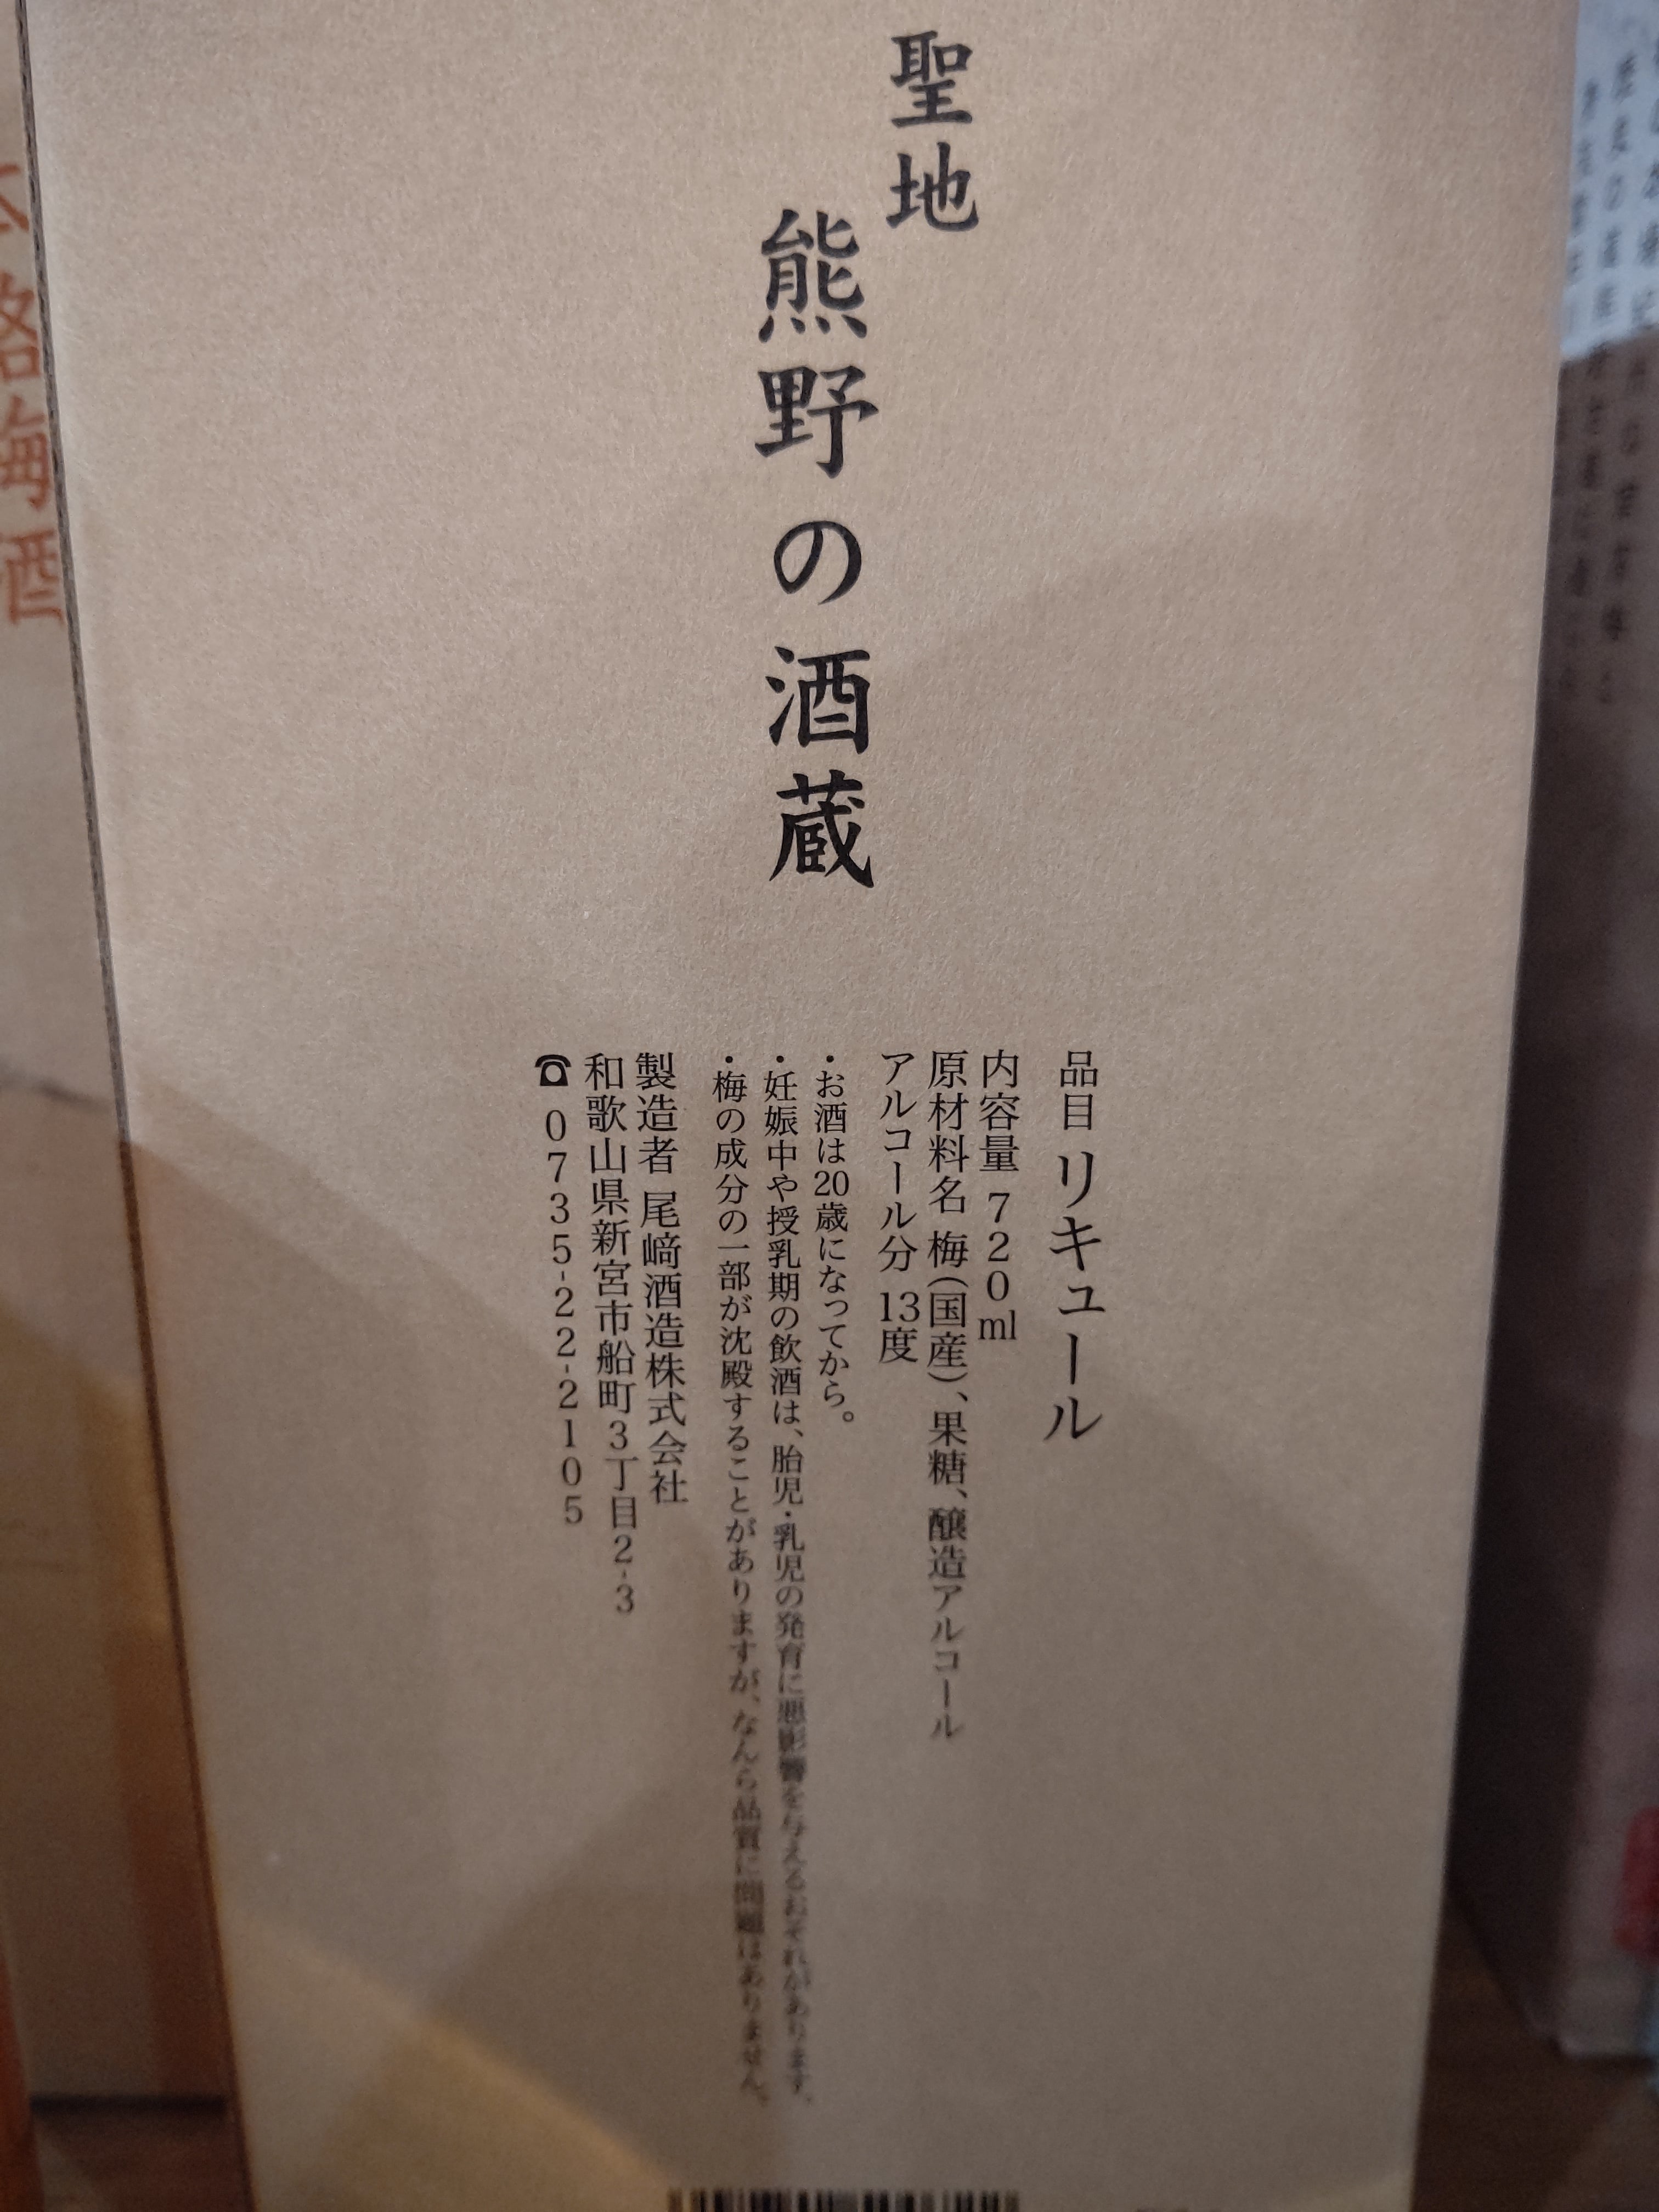 聖地
熊野の酒蔵
品目 リキュール
内容量 720ml
原材料名 梅(国産)、果糖、醸造アルコール
アルコール分 13度
・お酒は20歳になってから。
・妊娠中や授乳期の飲酒は、胎児・乳児の発育に悪影響を与えるおそれがあります。
・梅の成分の一部が沈殿することがありますが、なんら品質に問題はありません。
製造者 尾﨑酒造株式会社
和歌山県新宮市船町3丁目2-3
☎ 0735-22-2105
梅酒